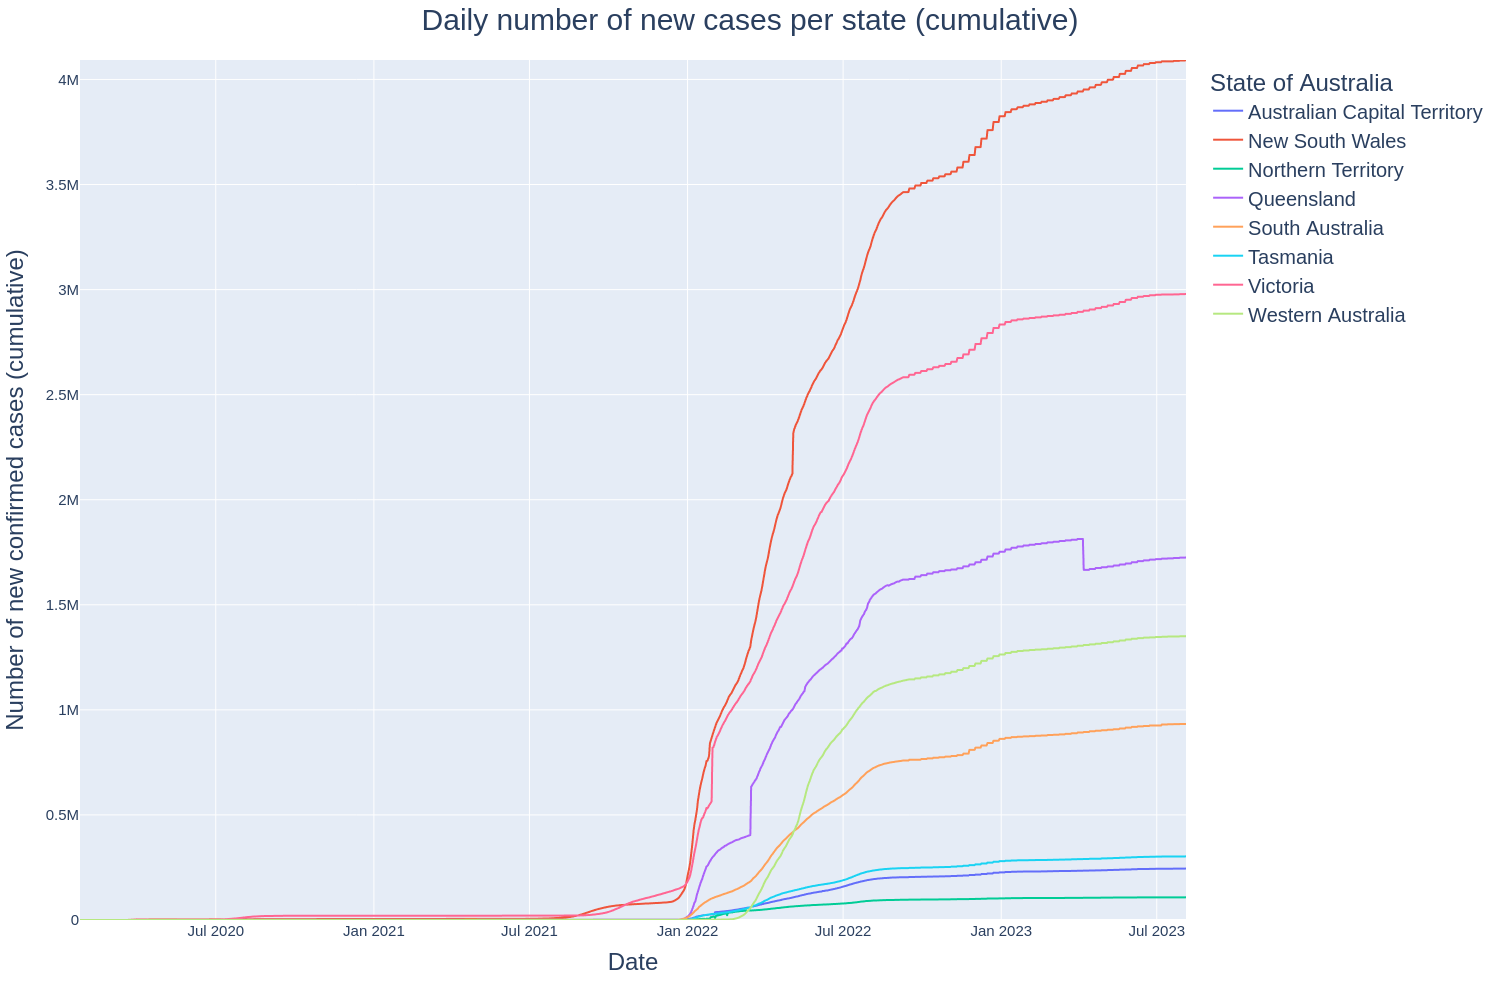 Daily number of new cases per state (cumulative)
Number of new confirmed cases (cumulative)
4M
3.5M
3M
2.5M
2M
1.5M
1M
0.5M
0
Jul 2020
Jan 2021
Jul 2021
Jan 2022
Jul 2022
Jan 2023
Jul 2023
Date
State of Australia
Australian Capital Territory
New South Wales
Northern Territory
Queensland
South Australia
Tasmania
Victoria
Western Australia